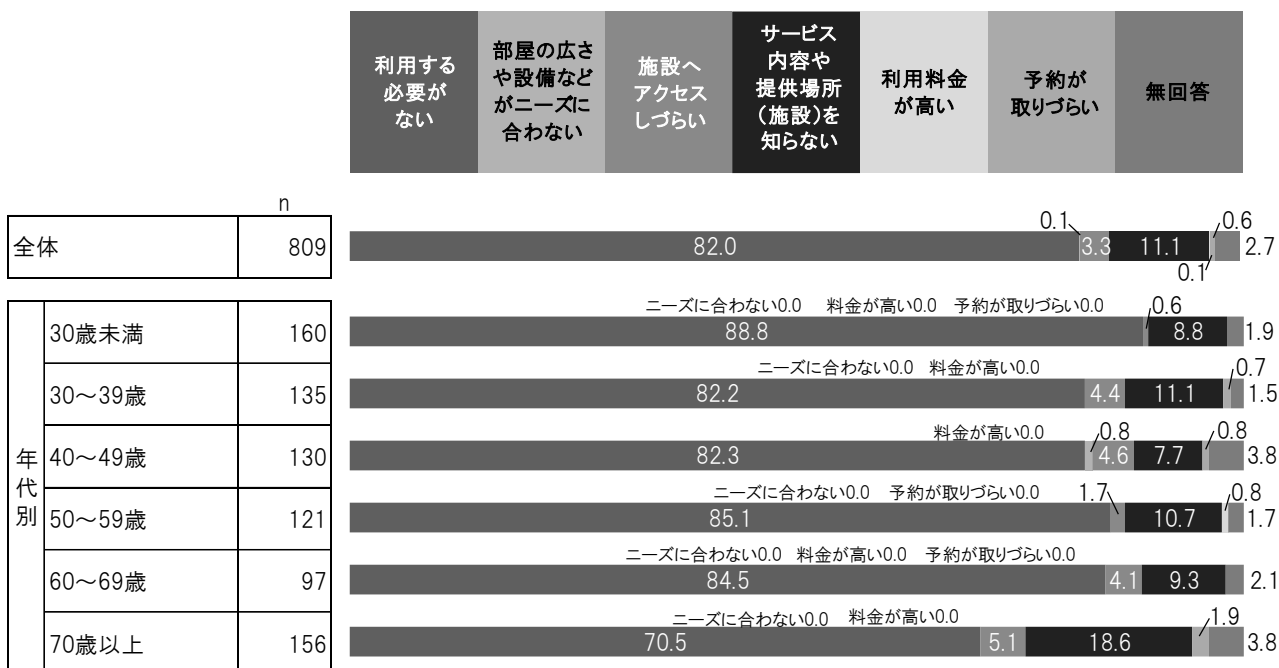 利用する
必要が
ない
部屋の広さ
や設備など
がニーズに
合わない
施設へ
アクセス
しづらい
サービス
内容や
提供場所
（施設）を
知らない
利用料金
が高い
予約が
取りづらい
無回答
n
全体 809 82.0 0.1 3.3 11.1 0.1 0.6 2.7
年代別
ニーズに合わない0.0 料金が高い0.0 予約が取りづらい0.0
30歳未満 160 88.8 0.6 8.8 1.9
ニーズに合わない0.0 料金が高い0.0
30～39歳 135 82.2 4.4 11.1 0.7 1.5
料金が高い0.0
40～49歳 130 82.3 0.8 4.6 7.7 0.8 3.8
ニーズに合わない0.0 予約が取りづらい0.0
50～59歳 121 85.1 1.7 10.7 0.8 1.7
ニーズに合わない0.0 料金が高い0.0 予約が取りづらい0.0
60～69歳 97 84.5 4.1 9.3 2.1
ニーズに合わない0.0 料金が高い0.0
70歳以上 156 70.5 5.1 18.6 1.9 3.8